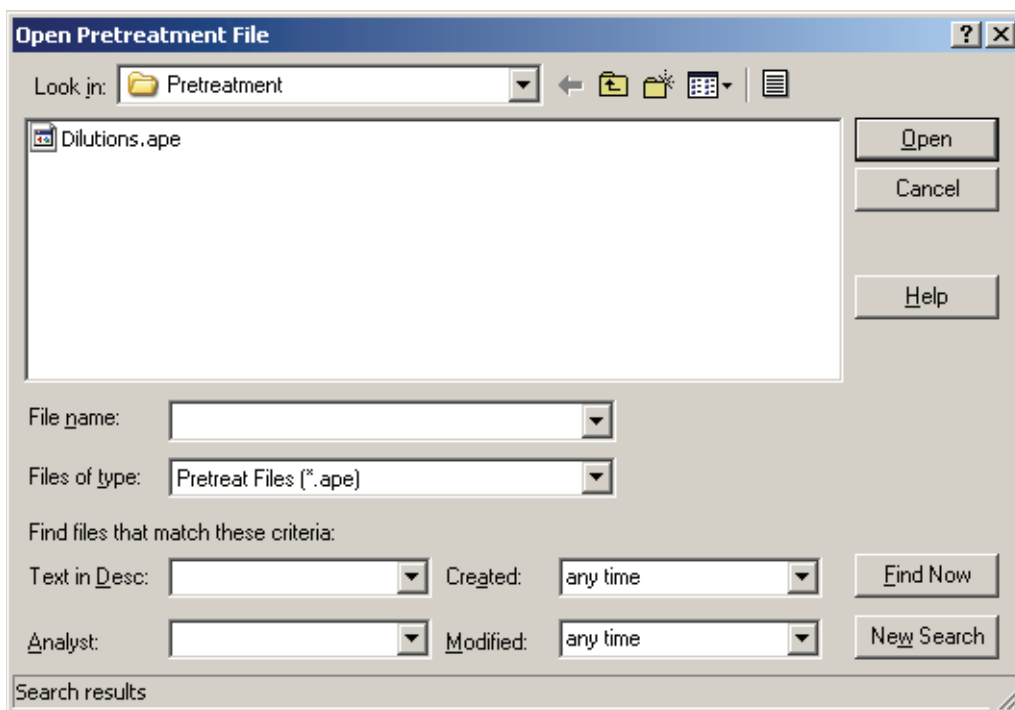 Open Pretreatment File
Look in: Pretreatment
Dilutions.ape
Open
Cancel
Help
File name:
Files of type: Pretreat Files (*.ape)
Find files that match these criteria:
Text in Desc: Created: any time Find Now
Analyst: Modified: any time New Search
Search results